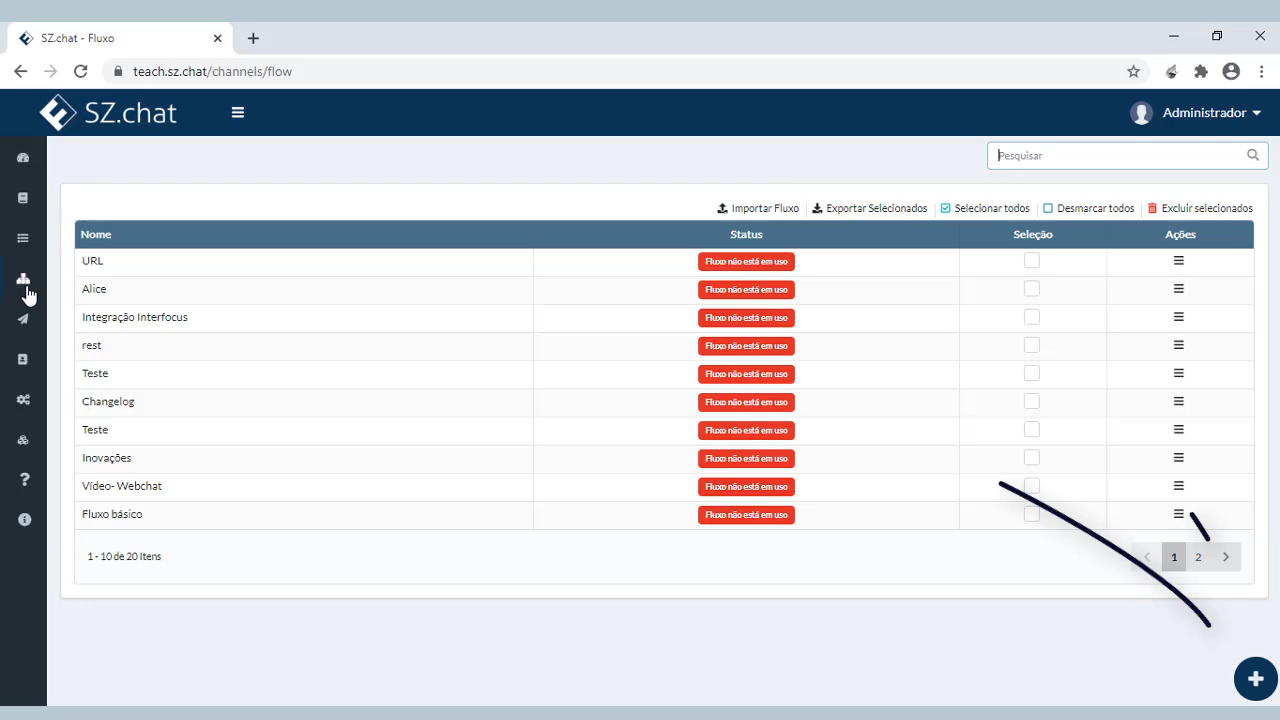 SZ.chat - Fluxo
teach.sz.chat/channels/flow
SZ.chat
Administrador
Pesquisar
Importar Fluxo
Exportar Selecionados
Selecionar todos
Desmarcar todos
Excluir selecionados
Nome Status Seleção Ações
URL Fluxo não está em uso
Alice Fluxo não está em uso
Integração Interfocus Fluxo não está em uso
rest Fluxo não está em uso
Teste Fluxo não está em uso
Changelog Fluxo não está em uso
Teste Fluxo não está em uso
Inovações Fluxo não está em uso
Vídeo- Webchat Fluxo não está em uso
Fluxo básico Fluxo não está em uso
1 - 10 de 20 Itens
1 2